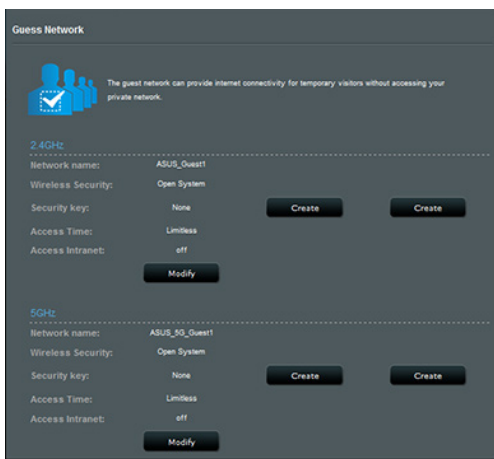 Guess Network
The guest network can provide internet connectivity for temporary visitors without accessing your
private network.
2.4GHz
Network name: ASUS_Guest1
Wireless Security: Open System
Security key: None Create Create
Access Time: Limitless
Access Intranet: off
Modify
5GHz
Network name: ASUS_5G_Guest1
Wireless Security: Open System
Security key: None Create Create
Access Time: Limitless
Access Intranet: off
Modify